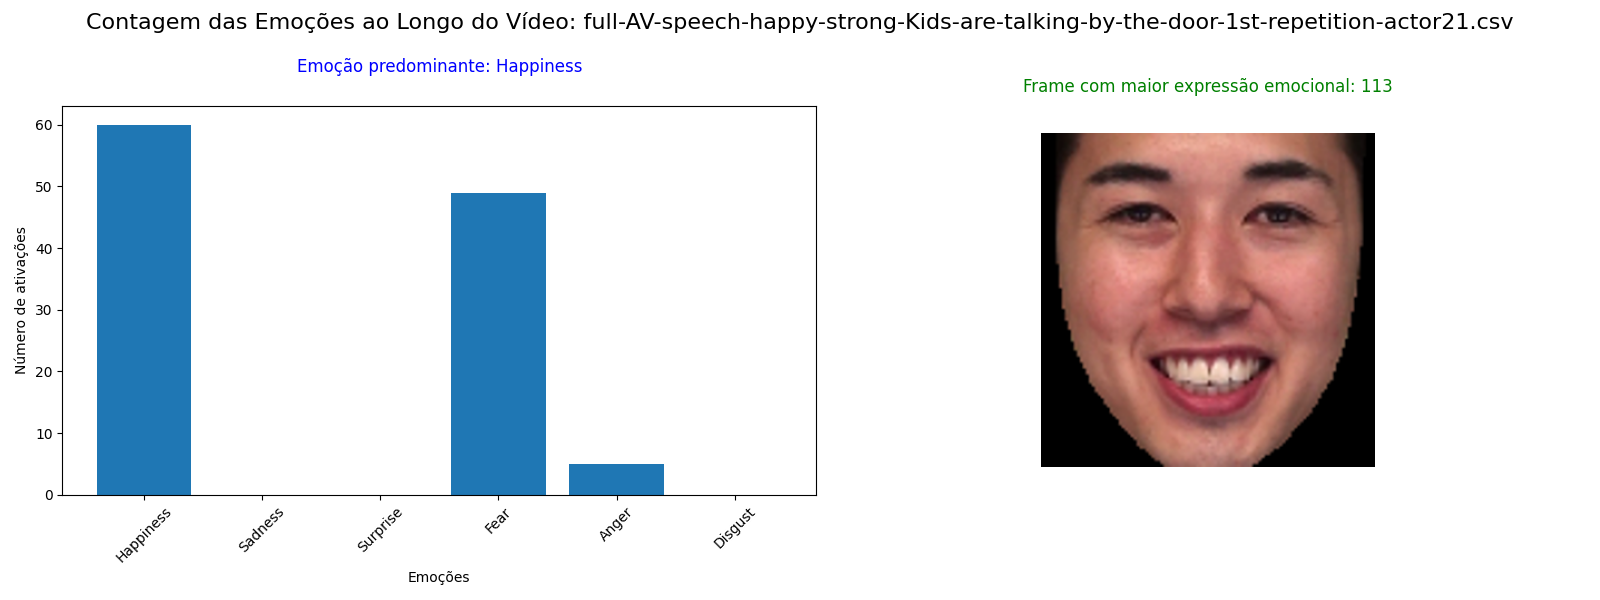 Contagem das Emoções ao Longo do Vídeo: full-AV-speech-happy-strong-Kids-are-talking-by-the-door-1st-repetition-actor21.csv
Emoção predominante: Happiness
Frame com maior expressão emocional: 113
Número de ativações
60
50
40
30
20
10
0
Happiness
Sadness
Surprise
Fear
Anger
Disgust
Emoções